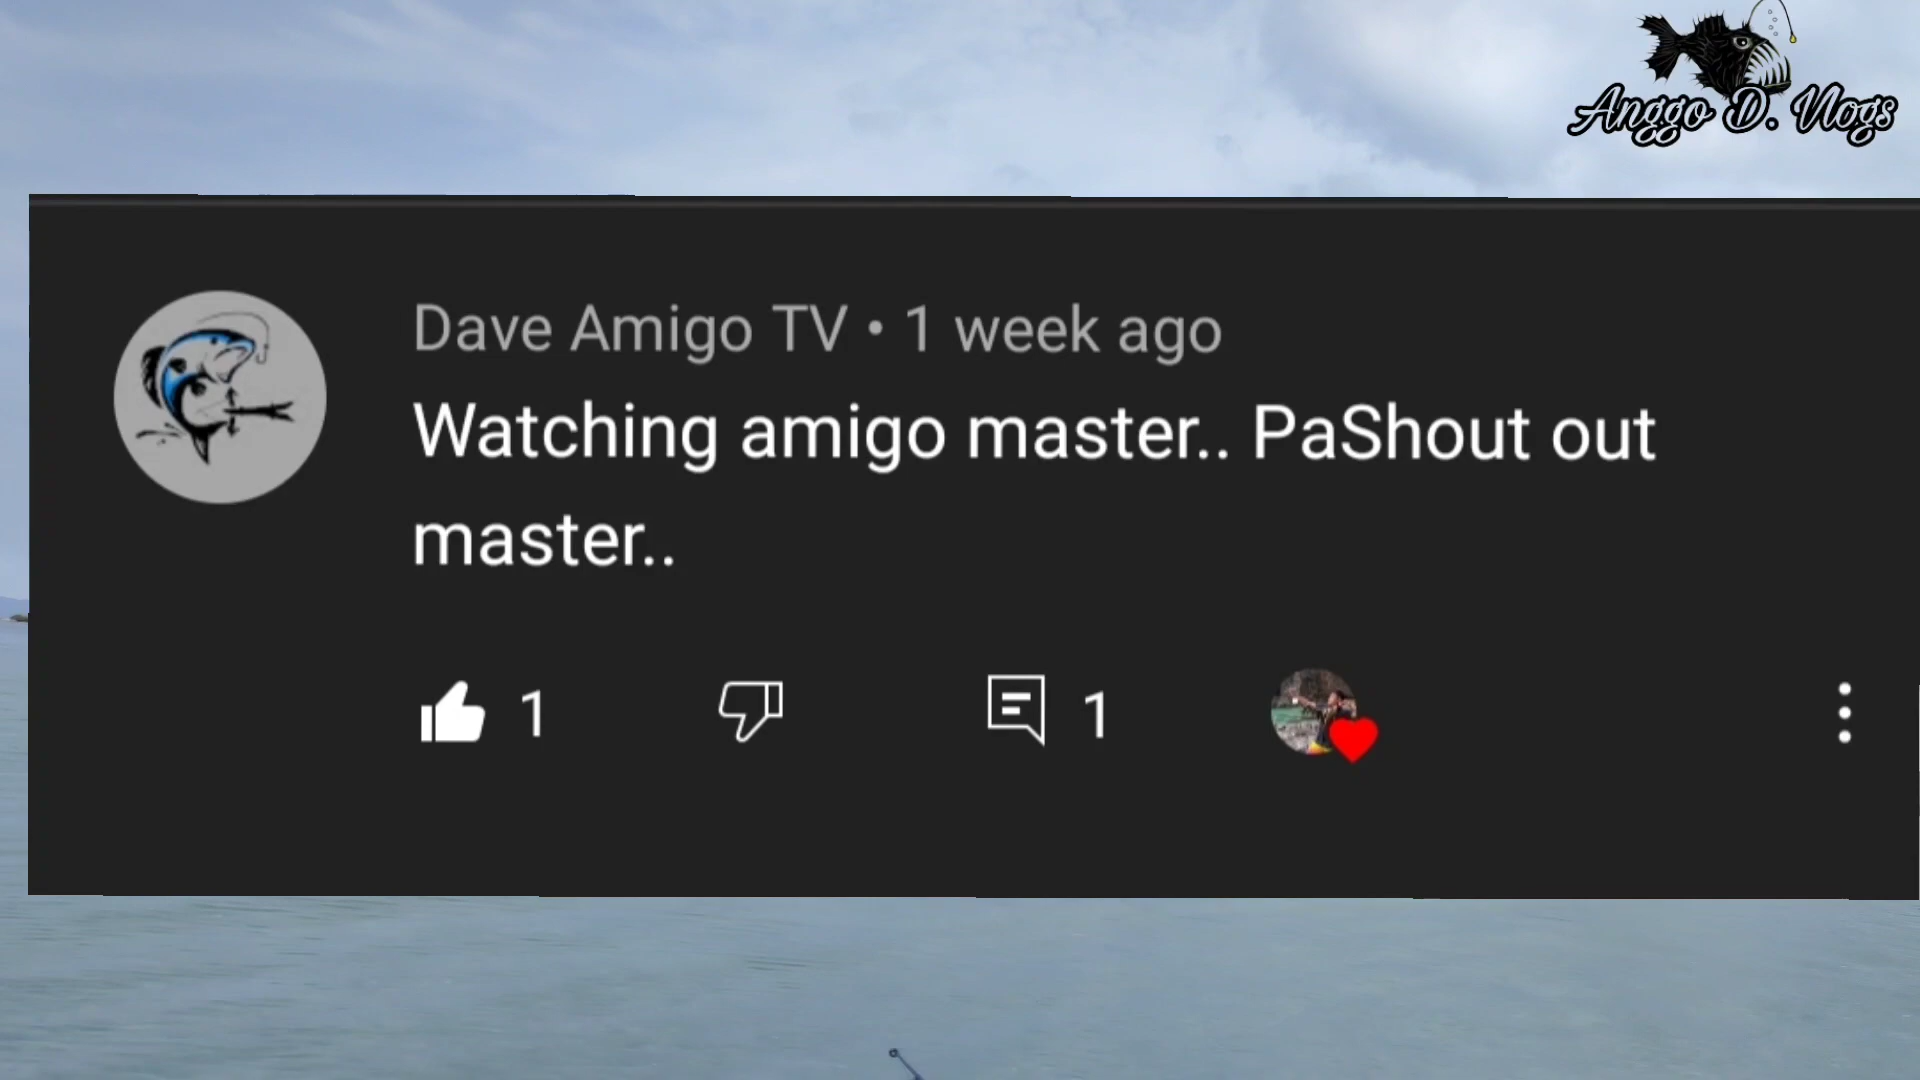 Anggo D. Vlogs
Dave Amigo TV • 1 week ago
Watching amigo master.. PaShout out
master..
1
1